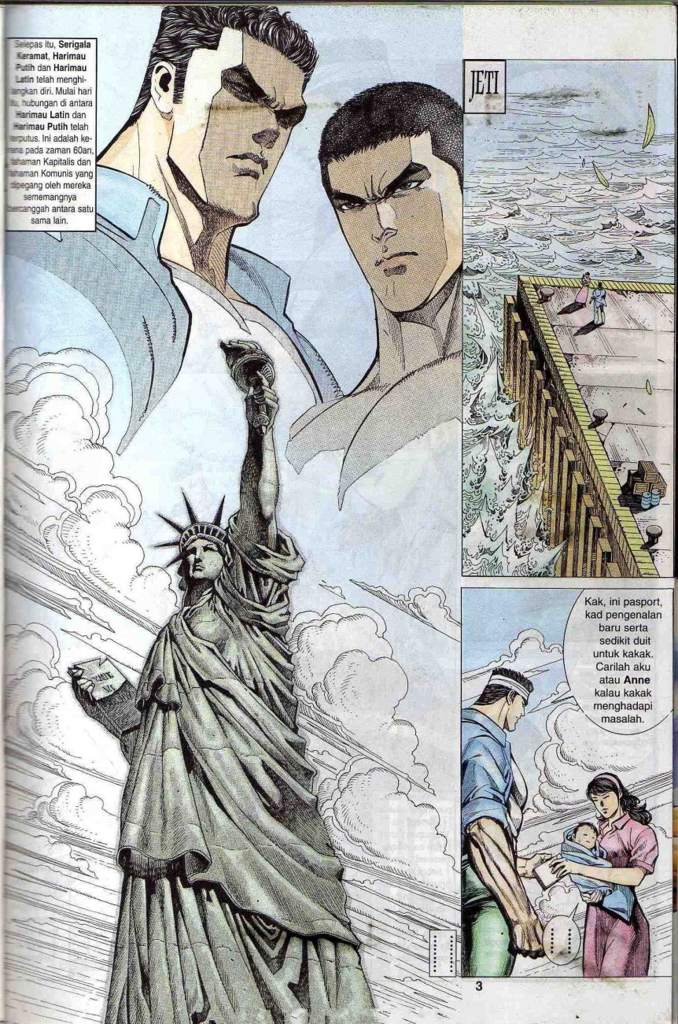 Selepas itu, Serigala
Keramat, Harimau
Putih dan Harimau
Latin telah menghi-
langkan diri. Mulai hari
itu, hubungan di antara
Harimau Latin dan
Harimau Putih telah
terputus. Ini adalah ke-
rana pada zaman 60an,
fahaman Kapitalis dan
fahaman Komunis yang
dipegang oleh mereka
sememangnya
bercanggah antara satu
sama lain.
JETI
Kak, ini pasport,
kad pengenalan
baru serta
sedikit duit
untuk kakak.
Carilah aku
atau Anne
kalau kakak
menghadapi
masalah.
3